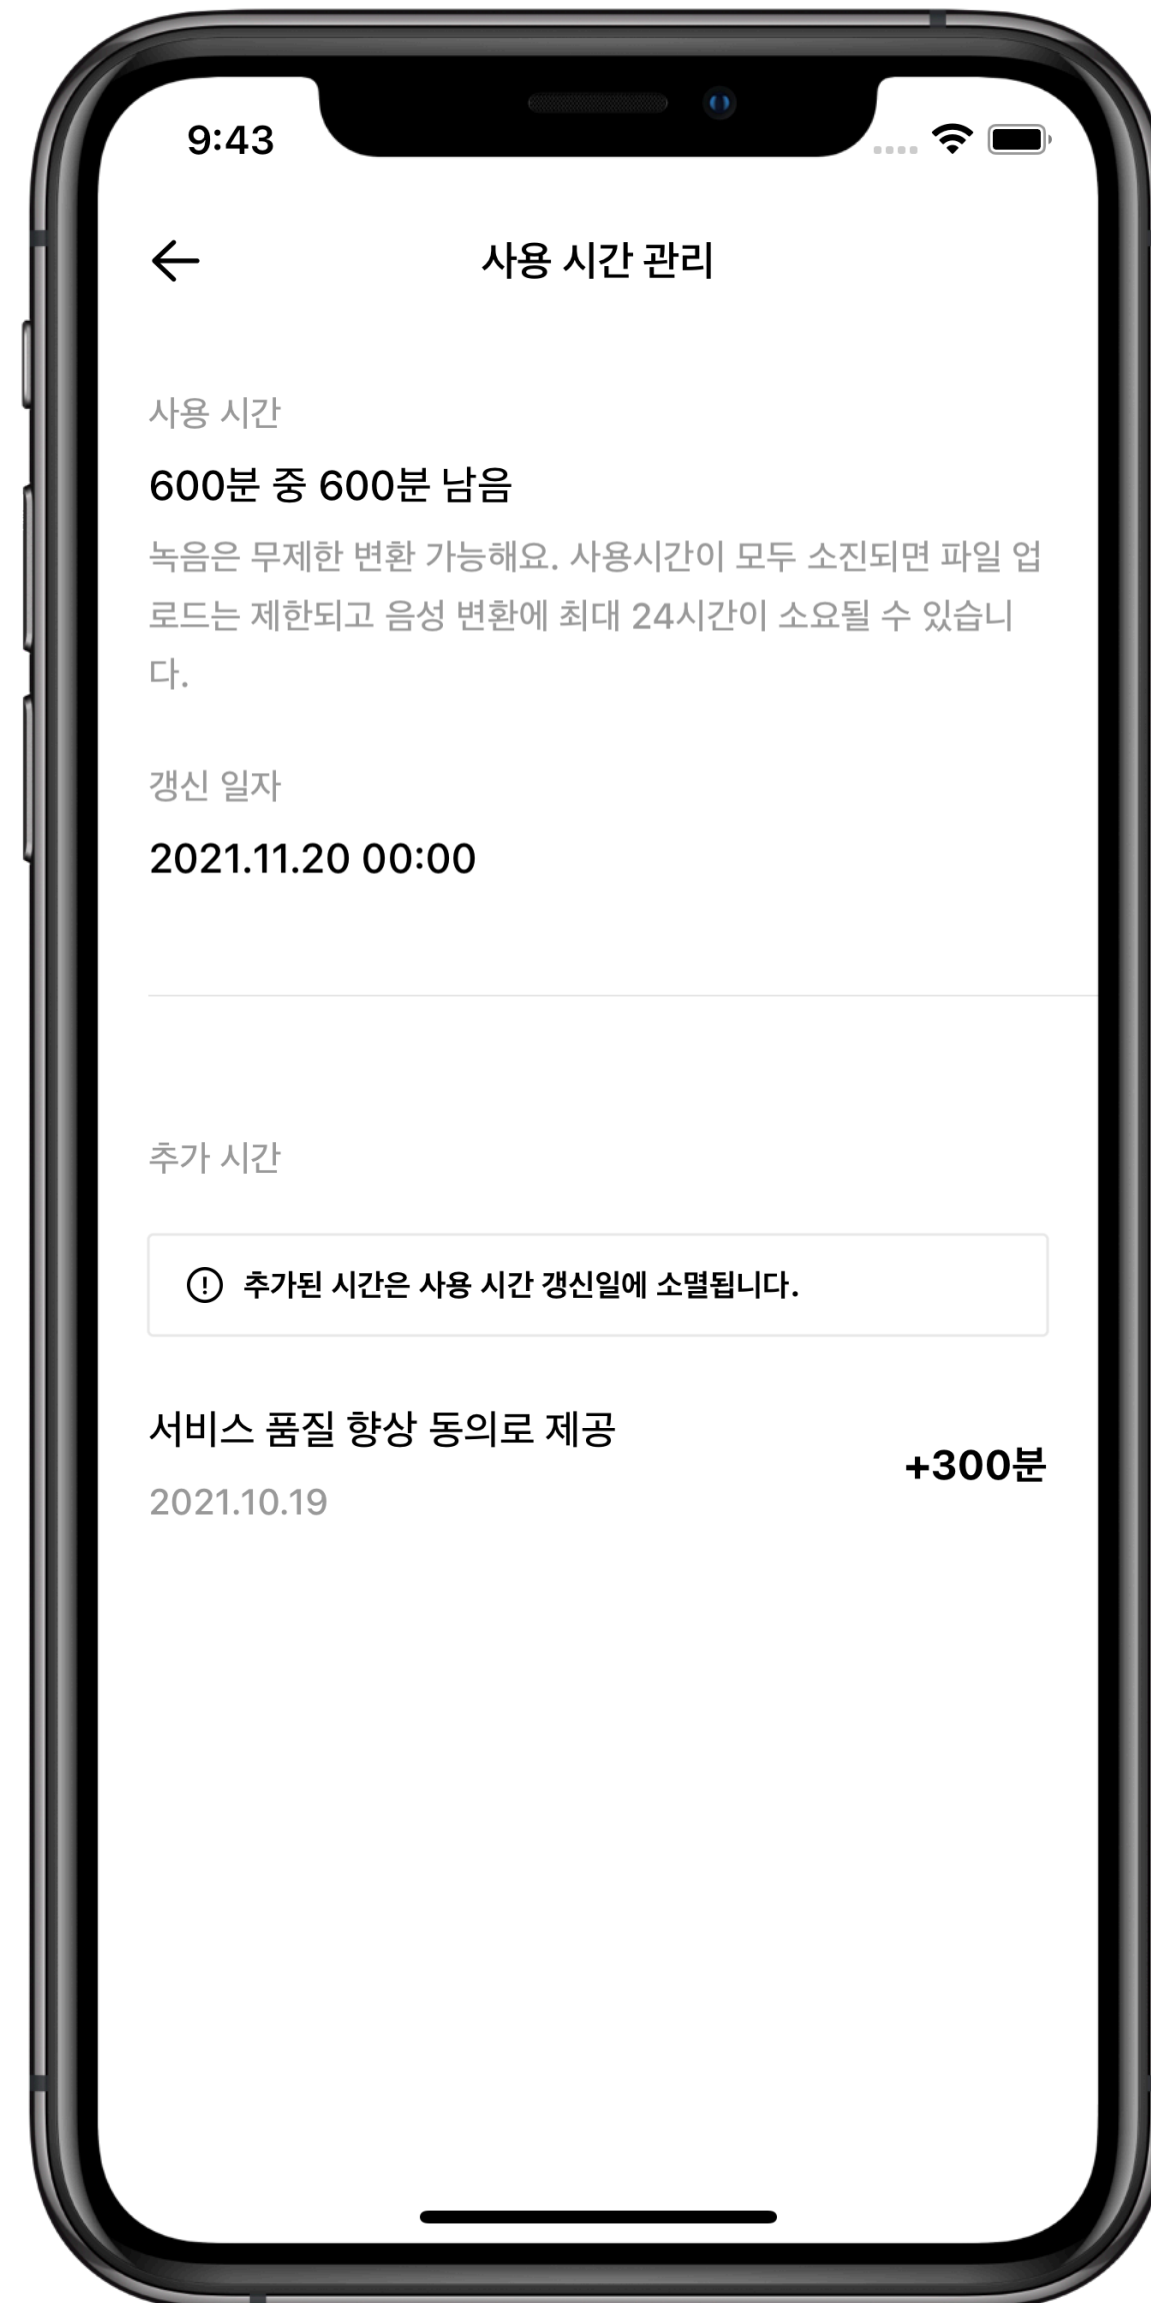 9:43
사용 시간 관리
사용 시간
600분 중 600분 남음
녹음은 무제한 변환 가능해요. 사용시간이 모두 소진되면 파일 업
로드는 제한되고 음성 변환에 최대 24시간이 소요될 수 있습니
다.
갱신 일자
2021.11.20 00:00
추가 시간
추가된 시간은 사용 시간 갱신일에 소멸됩니다.
서비스 품질 향상 동의로 제공
+300분
2021.10.19